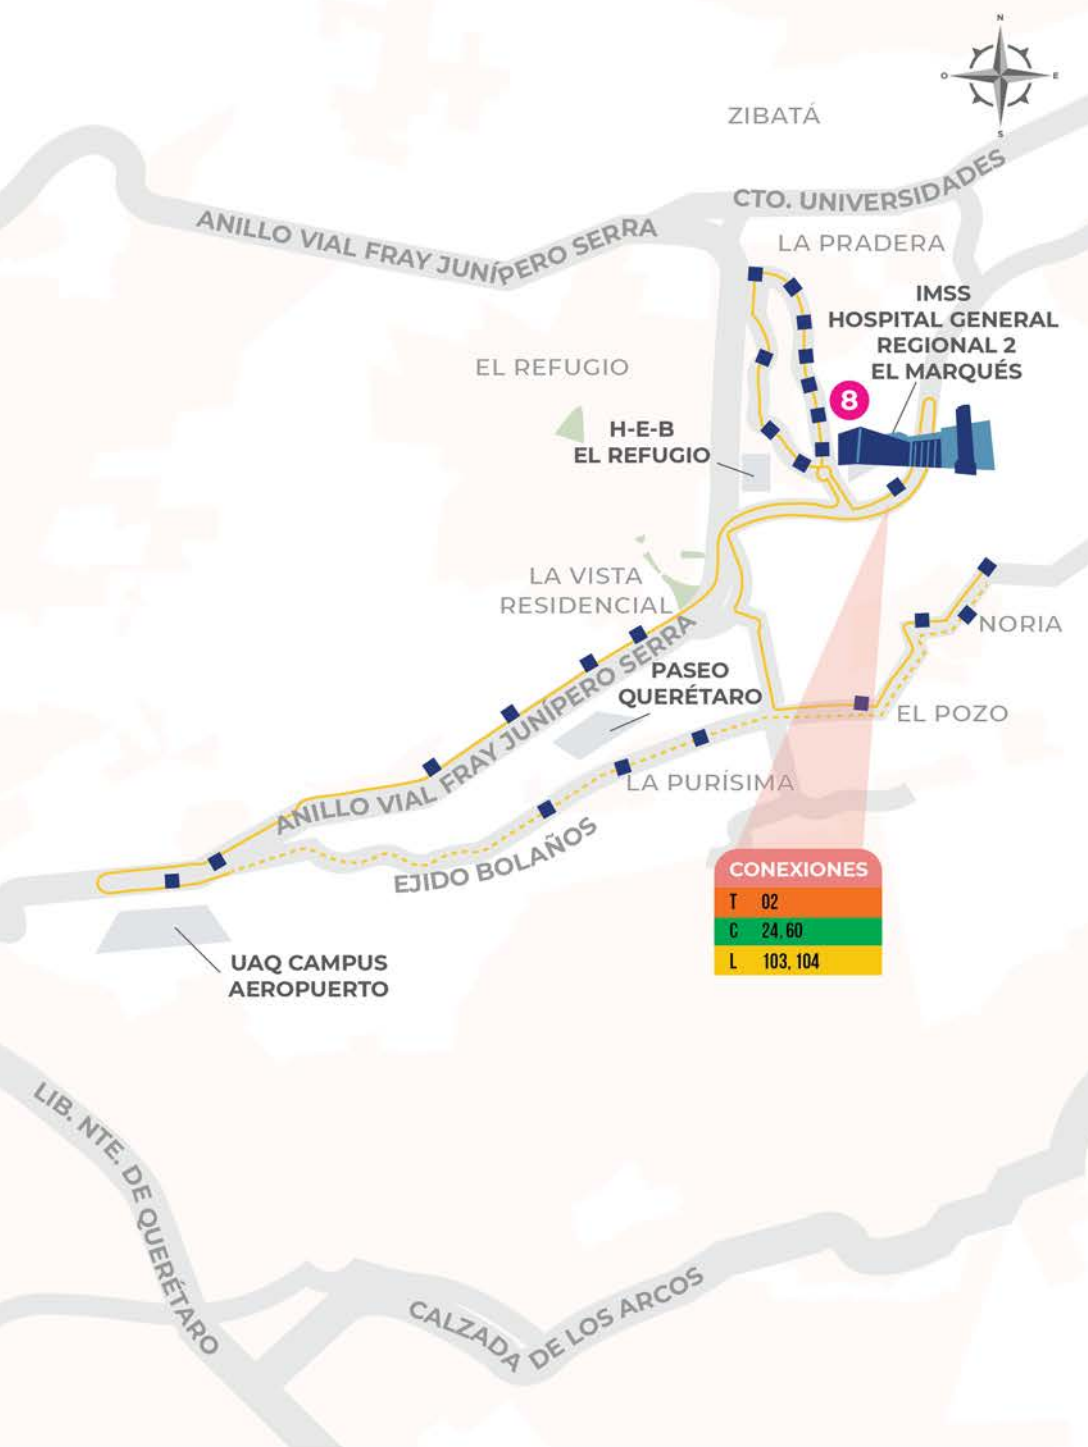 N
O
E
S
ZIBATÁ
CTO. UNIVERSIDADES
ANILLO VIAL FRAY JUNÍPERO SERRA
LA PRADERA
IMSS
HOSPITAL GENERAL
REGIONAL 2
EL MARQUÉS
EL REFUGIO
8
H-E-B
EL REFUGIO
LA VISTA
RESIDENCIAL
NORIA
PASEO
QUERÉTARO
EL POZO
ANILLO VIAL FRAY JUNÍPERO SERRA
LA PURÍSIMA
EJIDO BOLAÑOS
CONEXIONES
T 02
C 24, 60
L 103, 104
UAQ CAMPUS
AEROPUERTO
LIB. NTE. DE QUERÉTARO
CALZADA DE LOS ARCOS